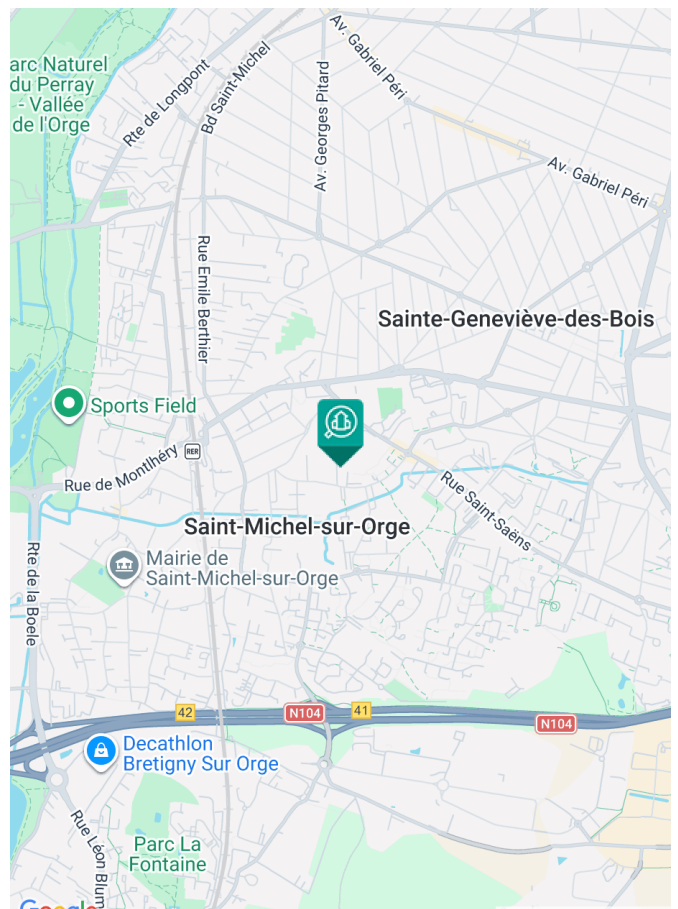 Av. Gabriel Péri
arc Naturel
du Perray
- Vallée
de l'Orge
Rte de Longpont
Bd Saint-Michel
Av. Georges Pitard
Av. Gabriel Péri
Rue Emile Berthier
Sainte-Geneviève-des-Bois
Sports Field
RER
Rue de Montlhéry
Rue Saint-Saëns
Saint-Michel-sur-Orge
Rte de la Boele
Mairie de
Saint-Michel-sur-Orge
42
N104
41
N104
Decathlon
Bretigny Sur Orge
Rue Léon Blum
Parc La
Fontaine
Google